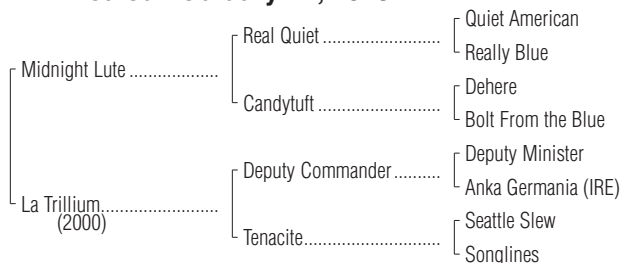 Quiet American
Real Quiet
Really Blue
Midnight Lute
Dehere
Candytuft
Bolt From the Blue
Deputy Minister
Deputy Commander
Anka Germania (IRE)
La Trillium
(2000)
Seattle Slew
Tenacite
Songlines